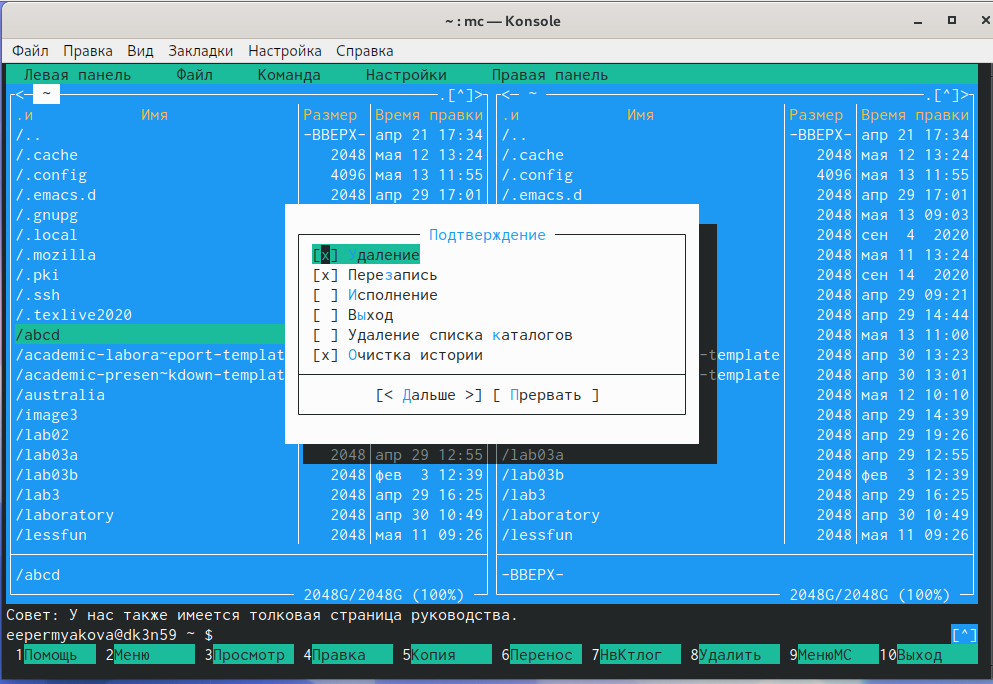 ~ : mc — Konsole
Файл Правка Вид Закладки Настройка Справка
Левая панель Файл Команда Настройки Правая панель
<─ ~ ─.[^]>┐┌<─ ~ ─.[^]>
.и Имя Размер Время правки .и Имя Размер Время правки
/.. -ВВЕРХ- апр 21 17:34 /.. -ВВЕРХ- апр 21 17:34
/.cache 2048 мая 12 13:24 /.cache 2048 мая 12 13:24
/.config 4096 мая 13 11:55 /.config 4096 мая 13 11:55
/.emacs.d 2048 апр 29 17:01 /.emacs.d 2048 апр 29 17:01
/.gnupg 2048 мая 13 09:03
/.local Подтверждение 2048 сен 4 2020
/.mozilla [x] Удаление 2048 мая 11 13:24
/.pki [x] Перезапись 2048 сен 14 2020
/.ssh [ ] Исполнение 2048 апр 29 09:21
/.texlive2020 [ ] Выход 2048 апр 29 14:44
/abcd [ ] Удаление списка каталогов 2048 мая 13 11:00
/academic-labora~eport-templat [x] Очистка истории -template 2048 апр 30 13:23
/academic-presen~kdown-templat -template 2048 апр 30 13:01
/australia [< Дальше >] [ Прервать ] 2048 мая 12 10:10
/image3 2048 апр 29 14:39
/lab02 2048 апр 29 19:26
/lab03a 2048 апр 29 12:55 /lab03a 2048 апр 29 12:55
/lab03b 2048 фев 3 12:39 /lab03b 2048 фев 3 12:39
/lab3 2048 апр 29 16:25 /lab3 2048 апр 29 16:25
/laboratory 2048 апр 30 10:49 /laboratory 2048 апр 30 10:49
/lessfun 2048 мая 11 09:26 /lessfun 2048 мая 11 09:26
/abcd -ВВЕРХ-
2048G/2048G (100%) 2048G/2048G (100%)
Совет: У нас также имеется толковая страница руководства.
eepermyakova@dk3n59 ~ $ [^]
1Помощь 2Меню 3Просмотр 4Правка 5Копия 6Перенос 7НвКтлог 8Удалить 9МенюMC 10Выход